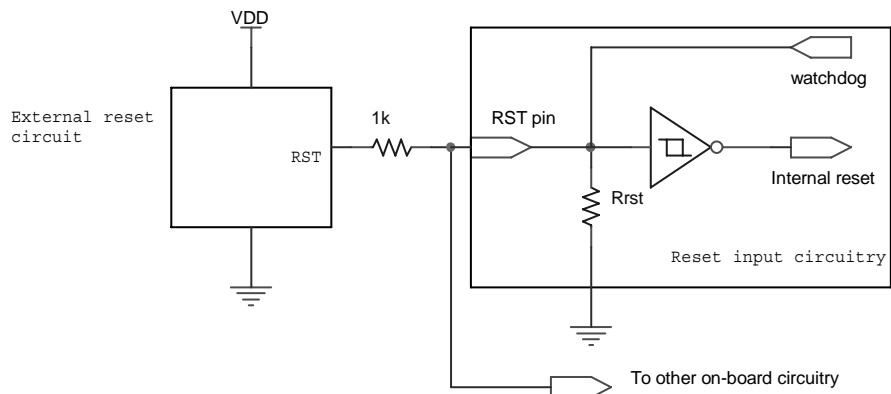 VDD
External reset
circuit
RST
1k
RST pin
watchdog
Internal reset
Rrst
Reset input circuitry
To other on-board circuitry